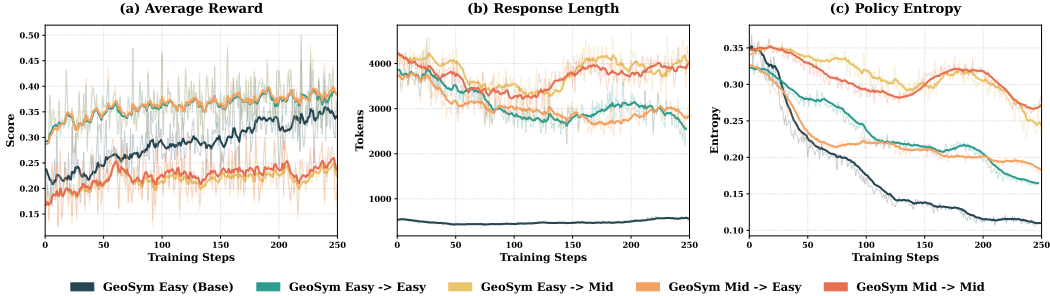 (a) Average Reward
0.50
0.45
0.40
0.35
0.30
0.25
0.20
0.15
Score
0 50 100 150 200 250
Training Steps
(b) Response Length
4000
3000
2000
1000
Tokens
0 50 100 150 200 250
Training Steps
(c) Policy Entropy
0.35
0.30
0.25
0.20
0.15
0.10
Entropy
0 50 100 150 200 250
Training Steps
GeoSym Easy (Base) GeoSym Easy -> Easy GeoSym Easy -> Mid GeoSym Mid -> Easy GeoSym Mid -> Mid